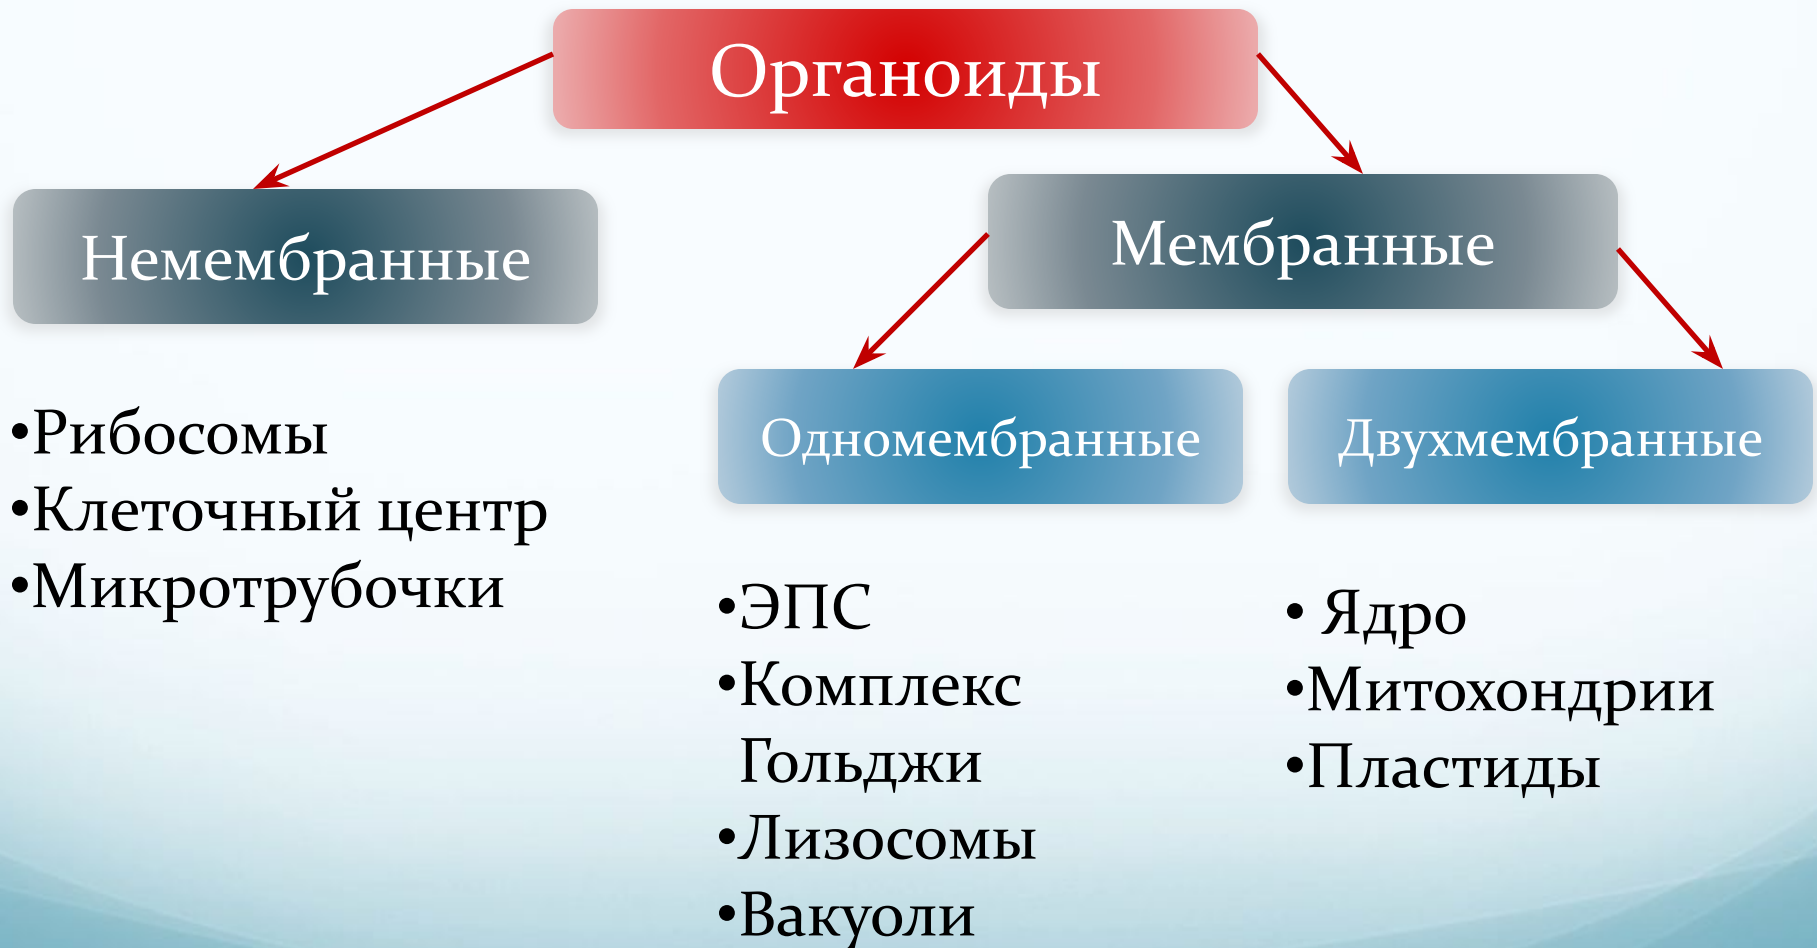 Органоиды
Немембранные
Мембранные
•Рибосомы
•Клеточный центр
•Микротрубочки
Одномембранные
Двухмембранные
•ЭПС
•Комплекс
Гольджи
•Лизосомы
•Вакуоли
• Ядро
•Митохондрии
•Пластиды